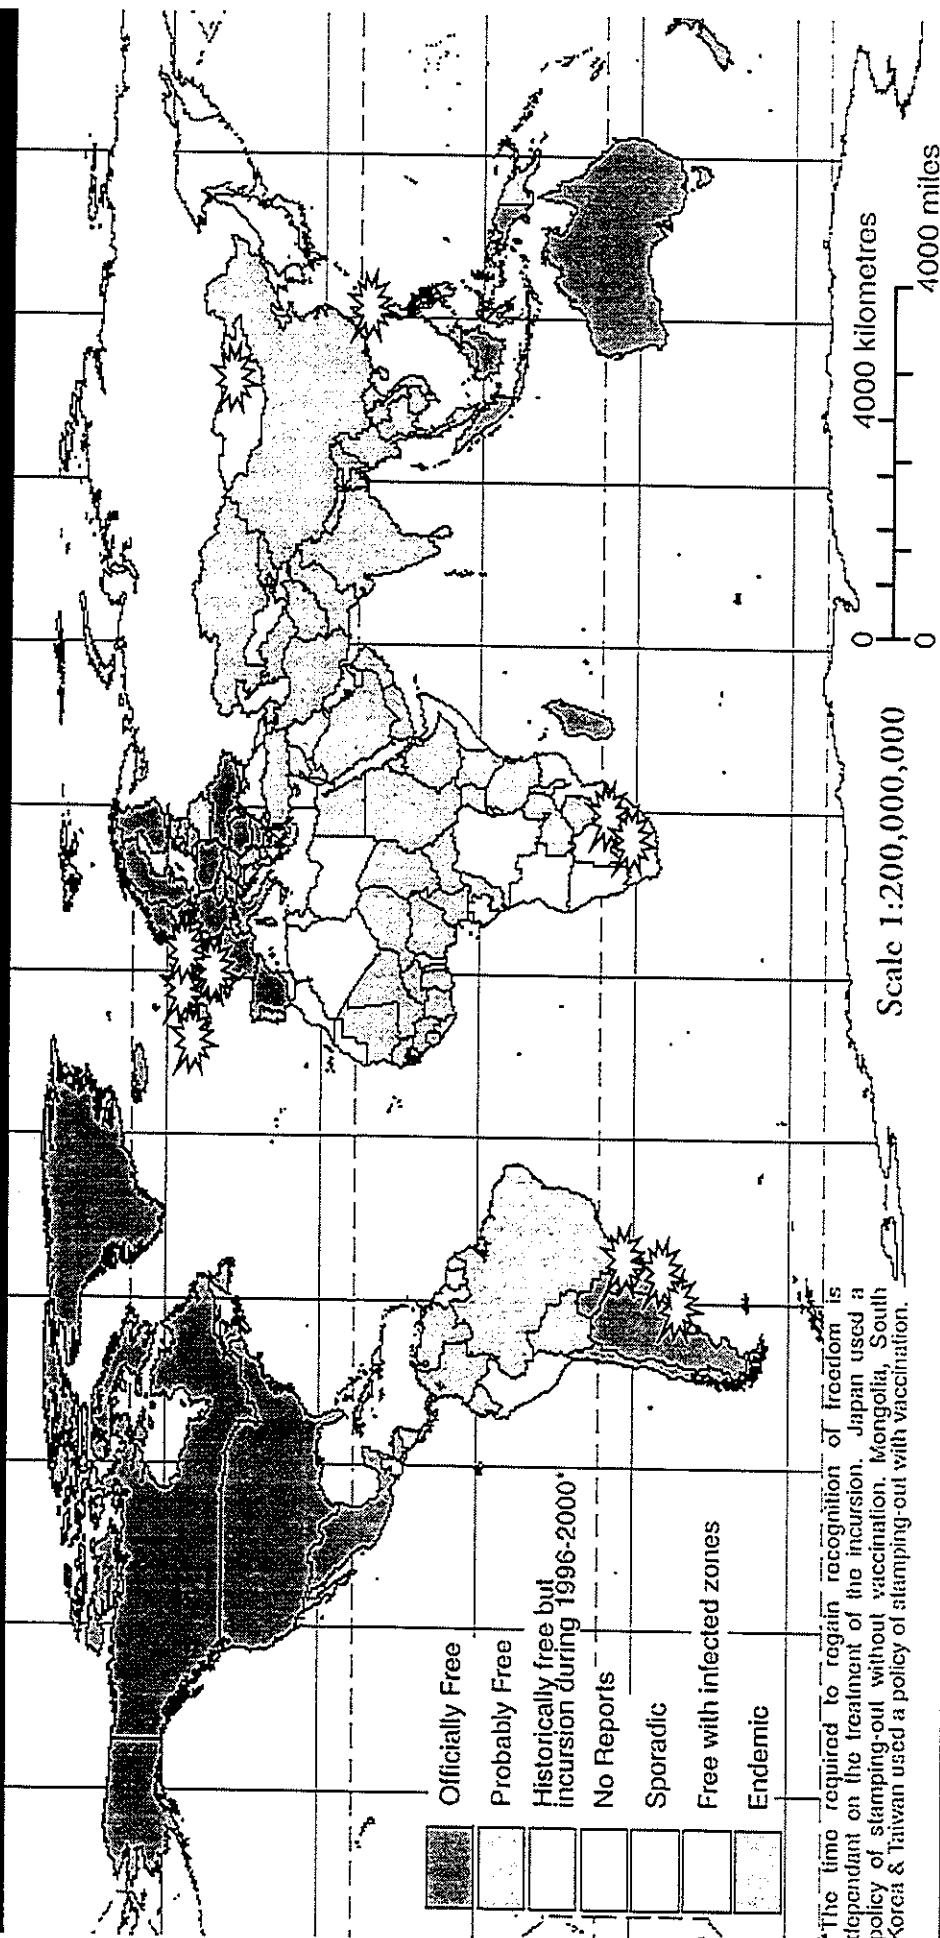 Officially Free
Probably Free
Historically free but
incursion during 1996-2000*
No Reports
Sporadic
Free with infected zones
Endenic
Scale 1:200,000,000
0
4000 kilometres
0
4000 miles
*The time required to regain recognition of freedom is
dependant on the treatment of the incursion. Japan used a
policy of stamping-out without vaccination. Mongolia, South
Korea & Taiwan used a policy of stamping-out with vaccination.